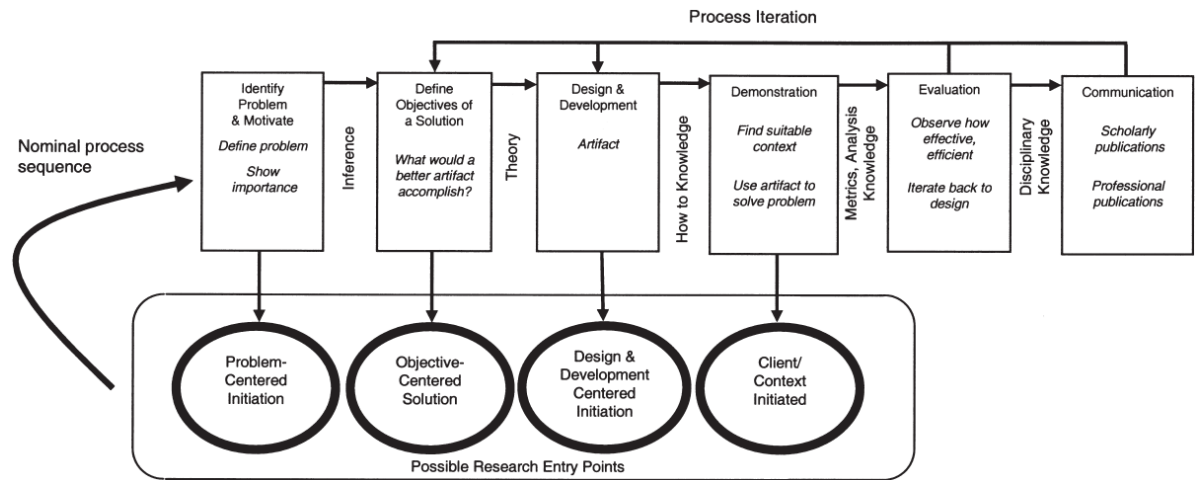 Process Iteration
Nominal process
sequence
Identify
Problem
& Motivate
Define problem
Show
importance
Inference
Define
Objectives of
a Solution
What would a
better artifact
accomplish?
Theory
Design &
Development
Artifact
How to Knowledge
Demonstration
Find suitable
context
Use artifact to
solve problem
Metrics, Analysis
Knowledge
Evaluation
Observe how
effective,
efficient
Iterate back to
design
Disciplinary
Knowledge
Communication
Scholarly
publications
Professional
publications
Problem-
Centered
Initiation
Objective-
Centered
Solution
Design &
Development
Centered
Initiation
Client/
Context
Initiated
Possible Research Entry Points